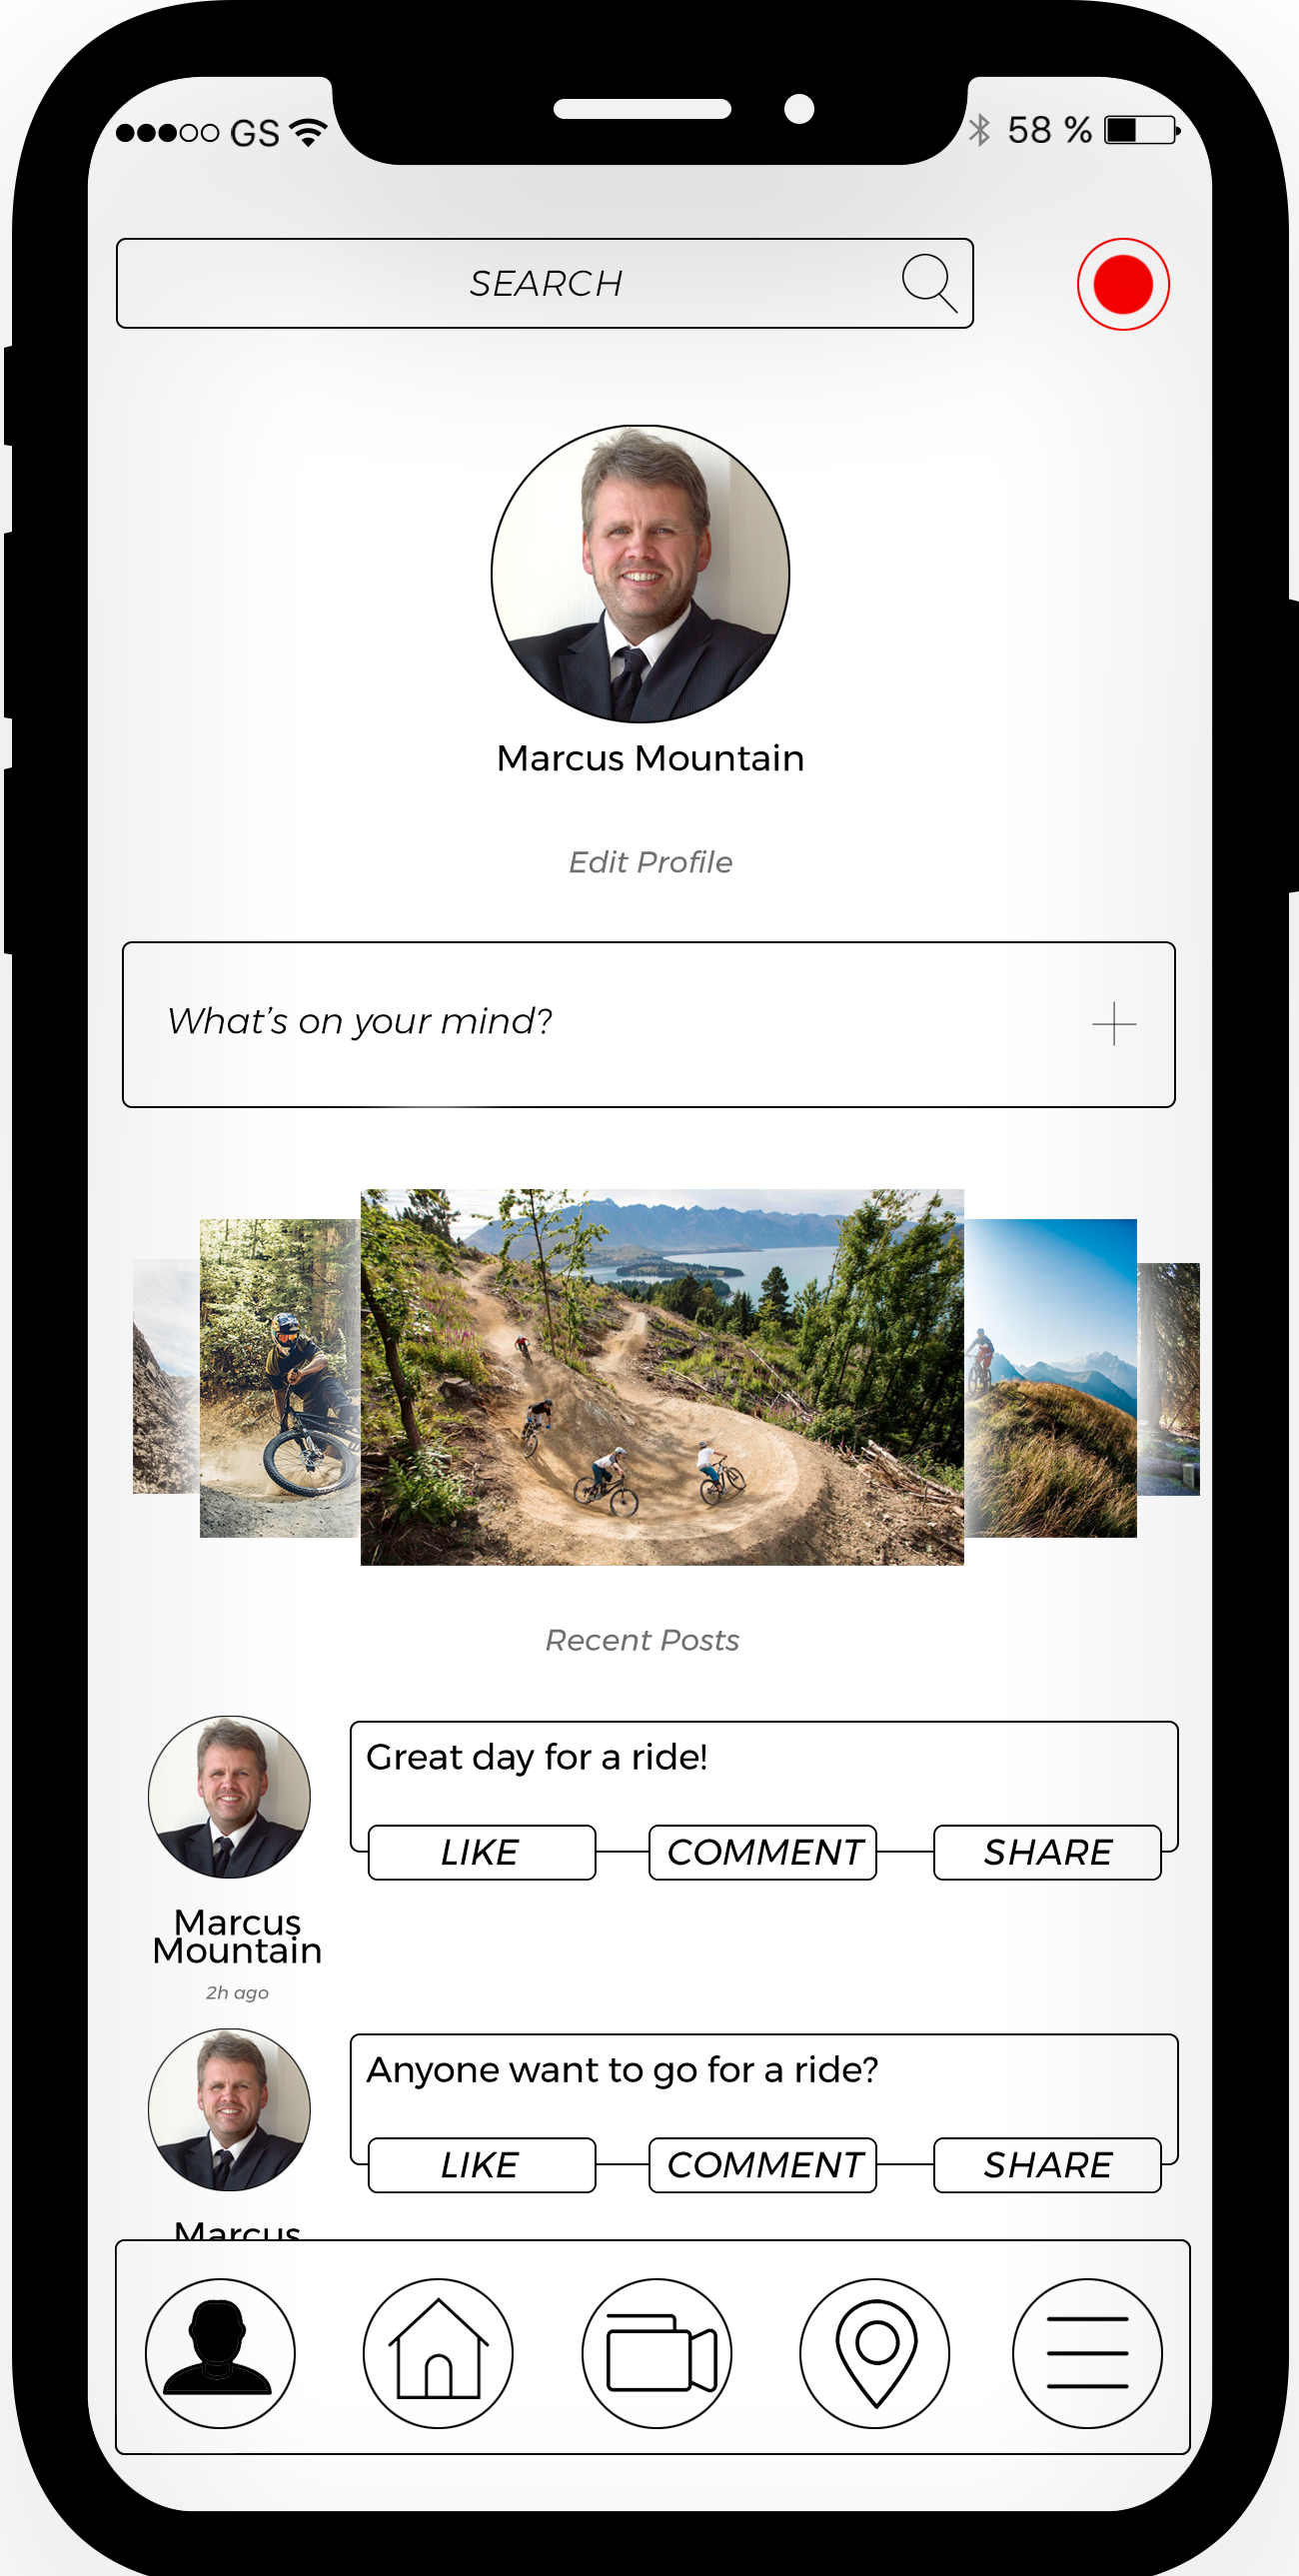 GS 58 %
SEARCH
Marcus Mountain
Edit Profile
What’s on your mind?
Recent Posts
Great day for a ride!
LIKE COMMENT SHARE
Marcus
Mountain
2h ago
Anyone want to go for a ride?
LIKE COMMENT SHARE
Marcus